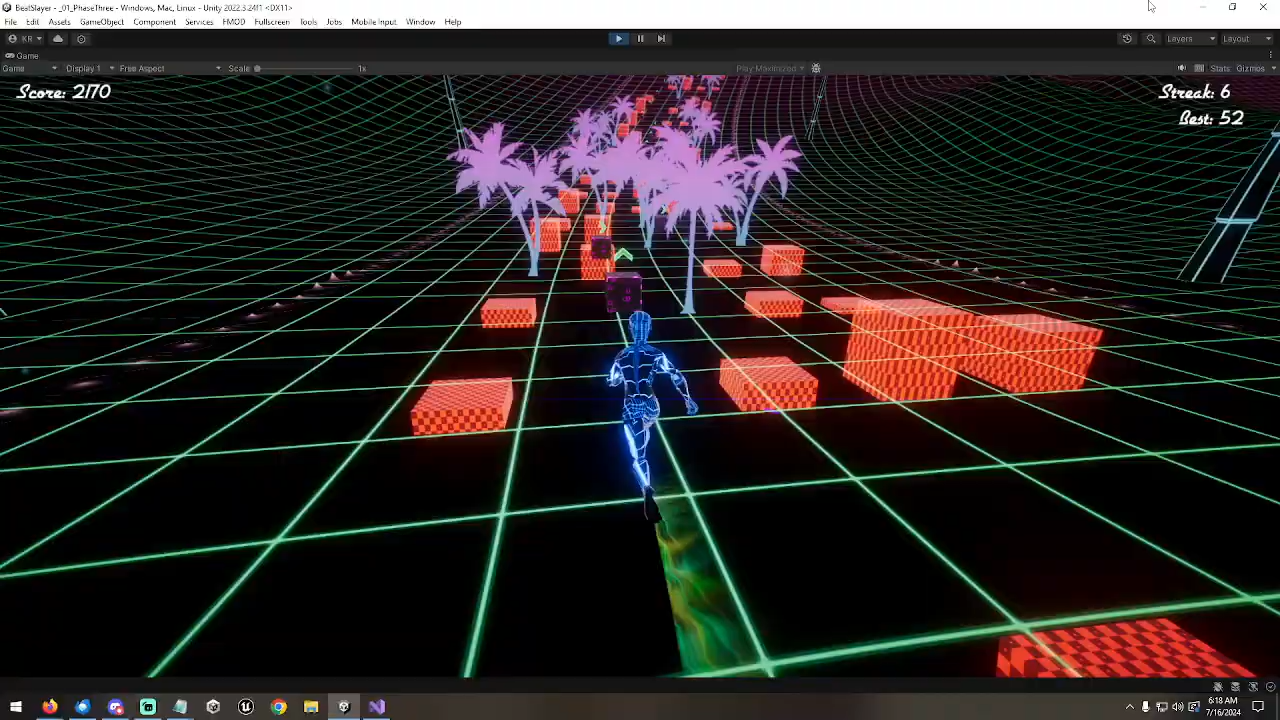 BeatSlayer - _01_PhaseThree - Windows, Mac, Linux - Unity 2022.3.24f1 <DX11>
File Edit Assets GameObject Component Services FMOD Fullscreen Tools Jobs Mobile Input Window Help
KR Layers Layout
Game
Game Display 1 Free Aspect Scale 1x Play Maximized Stats Gizmos
Score: 2170 Streak: 6
Best: 52
6:18 AM
7/16/2024